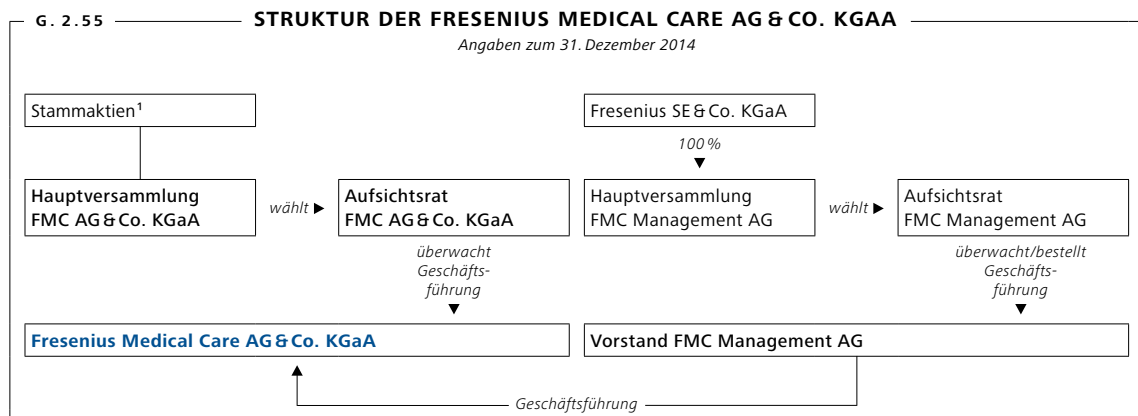 G. 2.55
STRUKTUR DER FRESENIUS MEDICAL CARE AG & CO. KGAA
Angaben zum 31. Dezember 2014
Stammaktien¹
Fresenius SE & Co. KGaA
100 %
Hauptversammlung
FMC AG & Co. KGaA
wählt ▶
Aufsichtsrat
FMC AG & Co. KGaA
Hauptversammlung
FMC Management AG
wählt ▶
Aufsichtsrat
FMC Management AG
überwacht
Geschäfts-
führung
überwacht/bestellt
Geschäfts-
führung
Fresenius Medical Care AG & Co. KGaA
Vorstand FMC Management AG
Geschäftsführung